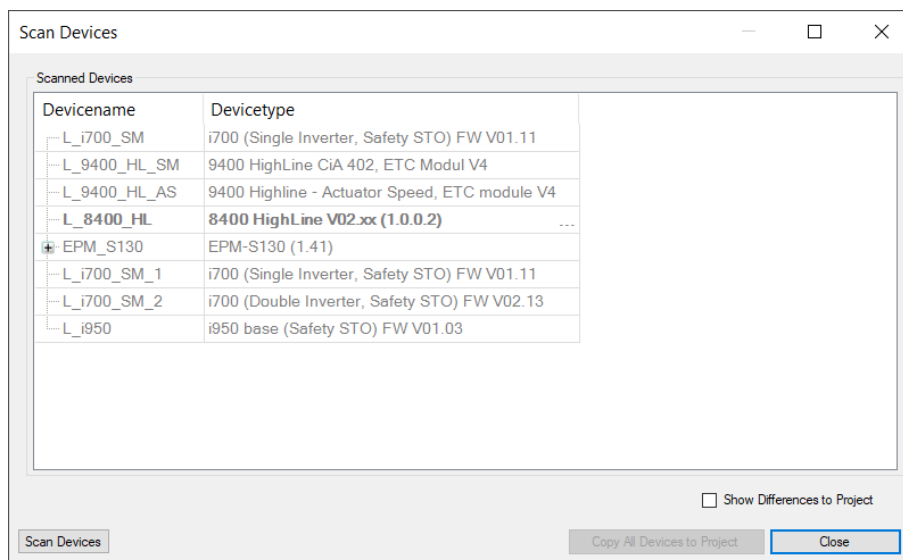 Scan Devices
Scanned Devices
Devicename Devicetype
L_i700_SM i700 (Single Inverter, Safety STO) FW V01.11
L_9400_HL_SM 9400 HighLine CiA 402, ETC Modul V4
L_9400_HL_AS 9400 Highline - Actuator Speed, ETC module V4
L_8400_HL 8400 HighLine V02.xx (1.0.0.2) ...
EPM_S130 EPM-S130 (1.41)
L_i700_SM_1 i700 (Single Inverter, Safety STO) FW V01.11
L_i700_SM_2 i700 (Double Inverter, Safety STO) FW V02.13
L_i950 i950 base (Safety STO) FW V01.03
Show Differences to Project
Scan Devices Copy All Devices to Project Close